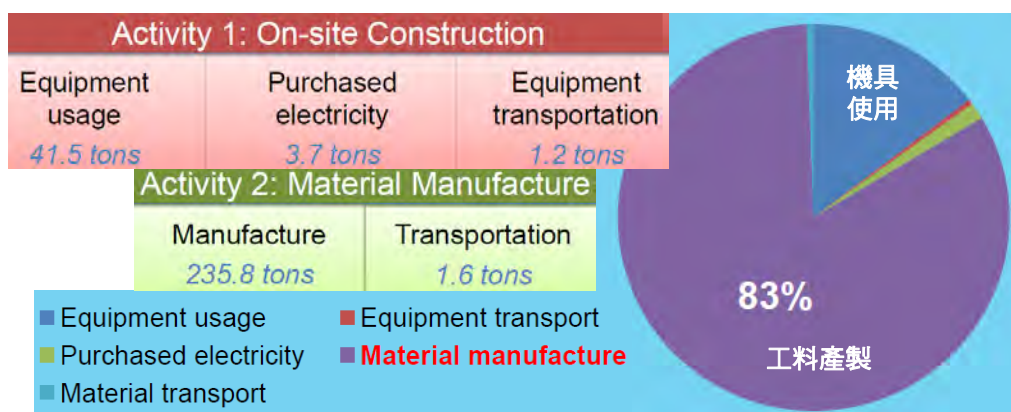 Activity 1: On-site Construction
Equipment usage
41.5 tons
Purchased electricity
3.7 tons
Equipment transportation
1.2 tons
Activity 2: Material Manufacture
Manufacture
235.8 tons
Transportation
1.6 tons
Equipment usage
Equipment transport
Purchased electricity
Material manufacture
Material transport
機具
使用
83%
工料產製